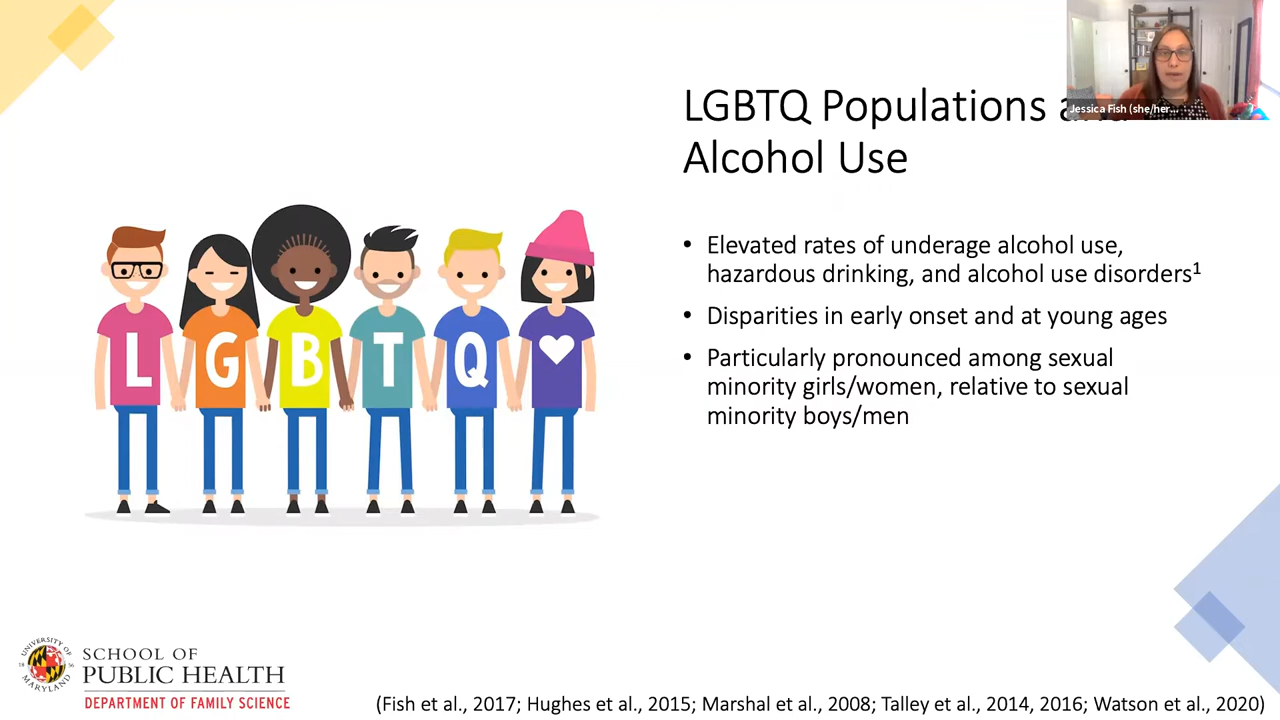 LGBTQ Populations and
Alcohol Use
Jessica Fish (she/her...
• Elevated rates of underage alcohol use,
hazardous drinking, and alcohol use disorders¹
• Disparities in early onset and at young ages
• Particularly pronounced among sexual
minority girls/women, relative to sexual
minority boys/men
L G B T Q
UNIVERSITY OF
MARYLAND
18 56
SCHOOL OF
PUBLIC HEALTH
DEPARTMENT OF FAMILY SCIENCE
(Fish et al., 2017; Hughes et al., 2015; Marshal et al., 2008; Talley et al., 2014, 2016; Watson et al., 2020)